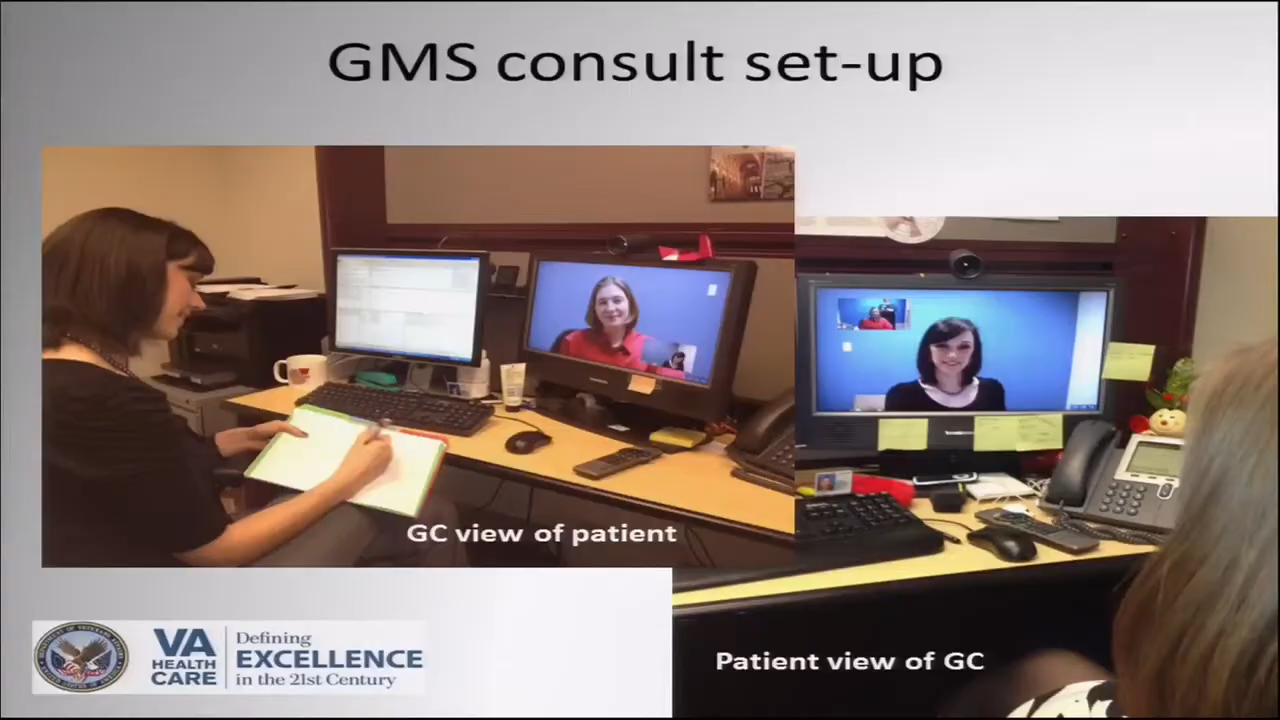 GMS consult set-up
GC view of patient
Patient view of GC
VA
HEALTH
CARE
Defining
EXCELLENCE
in the 21st Century